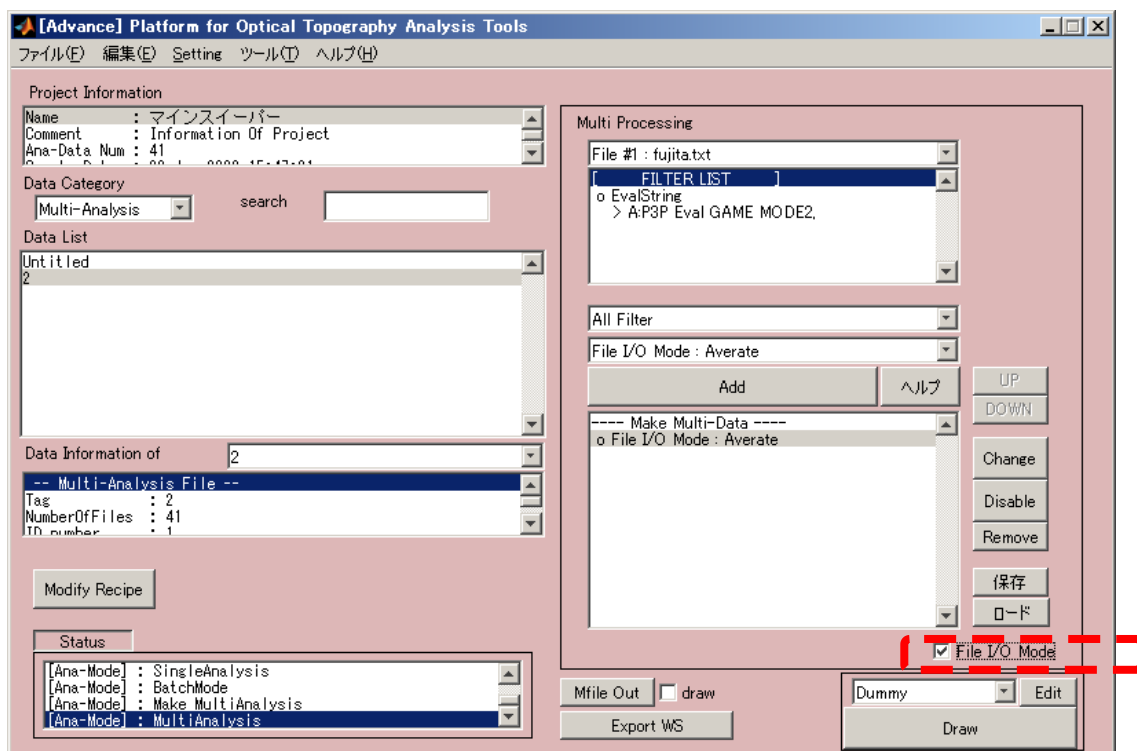 [Advance] Platform for Optical Topography Analysis Tools
ファイル(F) 編集(E) Setting ツール(T) ヘルプ(H)
Project Information
Name : マインスイーパー
Comment : Information Of Project
Ana-Data Num : 41
Data Category
Multi-Analysis
search
Data List
Untitled
2
Data Information of
2
-- Multi-Analysis File --
Tag : 2
NumberOfFiles : 41
ID number : 1
Modify Recipe
Status
[Ana-Mode] : SingleAnalysis
[Ana-Mode] : BatchMode
[Ana-Mode] : Make MultiAnalysis
[Ana-Mode] : MultiAnalysis
Multi Processing
File #1 : fujita.txt
[ FILTER LIST ]
o EvalString
> A:P3P Eval GAME MODE2,
All Filter
File I/O Mode : Averate
Add
ヘルプ
---- Make Multi-Data ----
o File I/O Mode : Averate
UP
DOWN
Change
Disable
Remove
保存
ロード
File I/O Mode
Mfile Out
draw
Export WS
Dummy
Edit
Draw